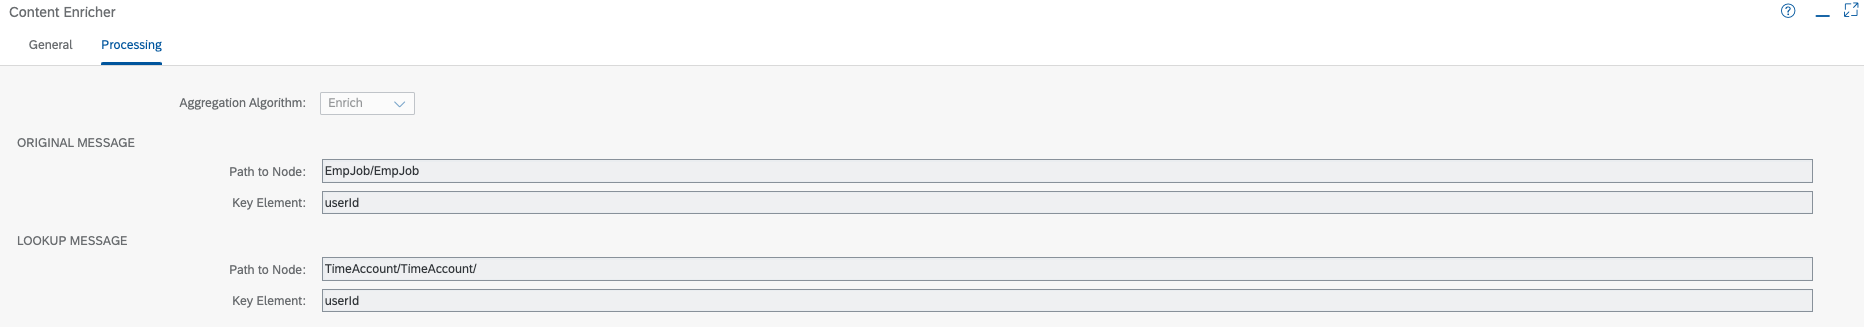 Content Enricher
General Processing
Aggregation Algorithm: Enrich
ORIGINAL MESSAGE
Path to Node: EmpJob/EmpJob
Key Element: userId
LOOKUP MESSAGE
Path to Node: TimeAccount/TimeAccount/
Key Element: userId